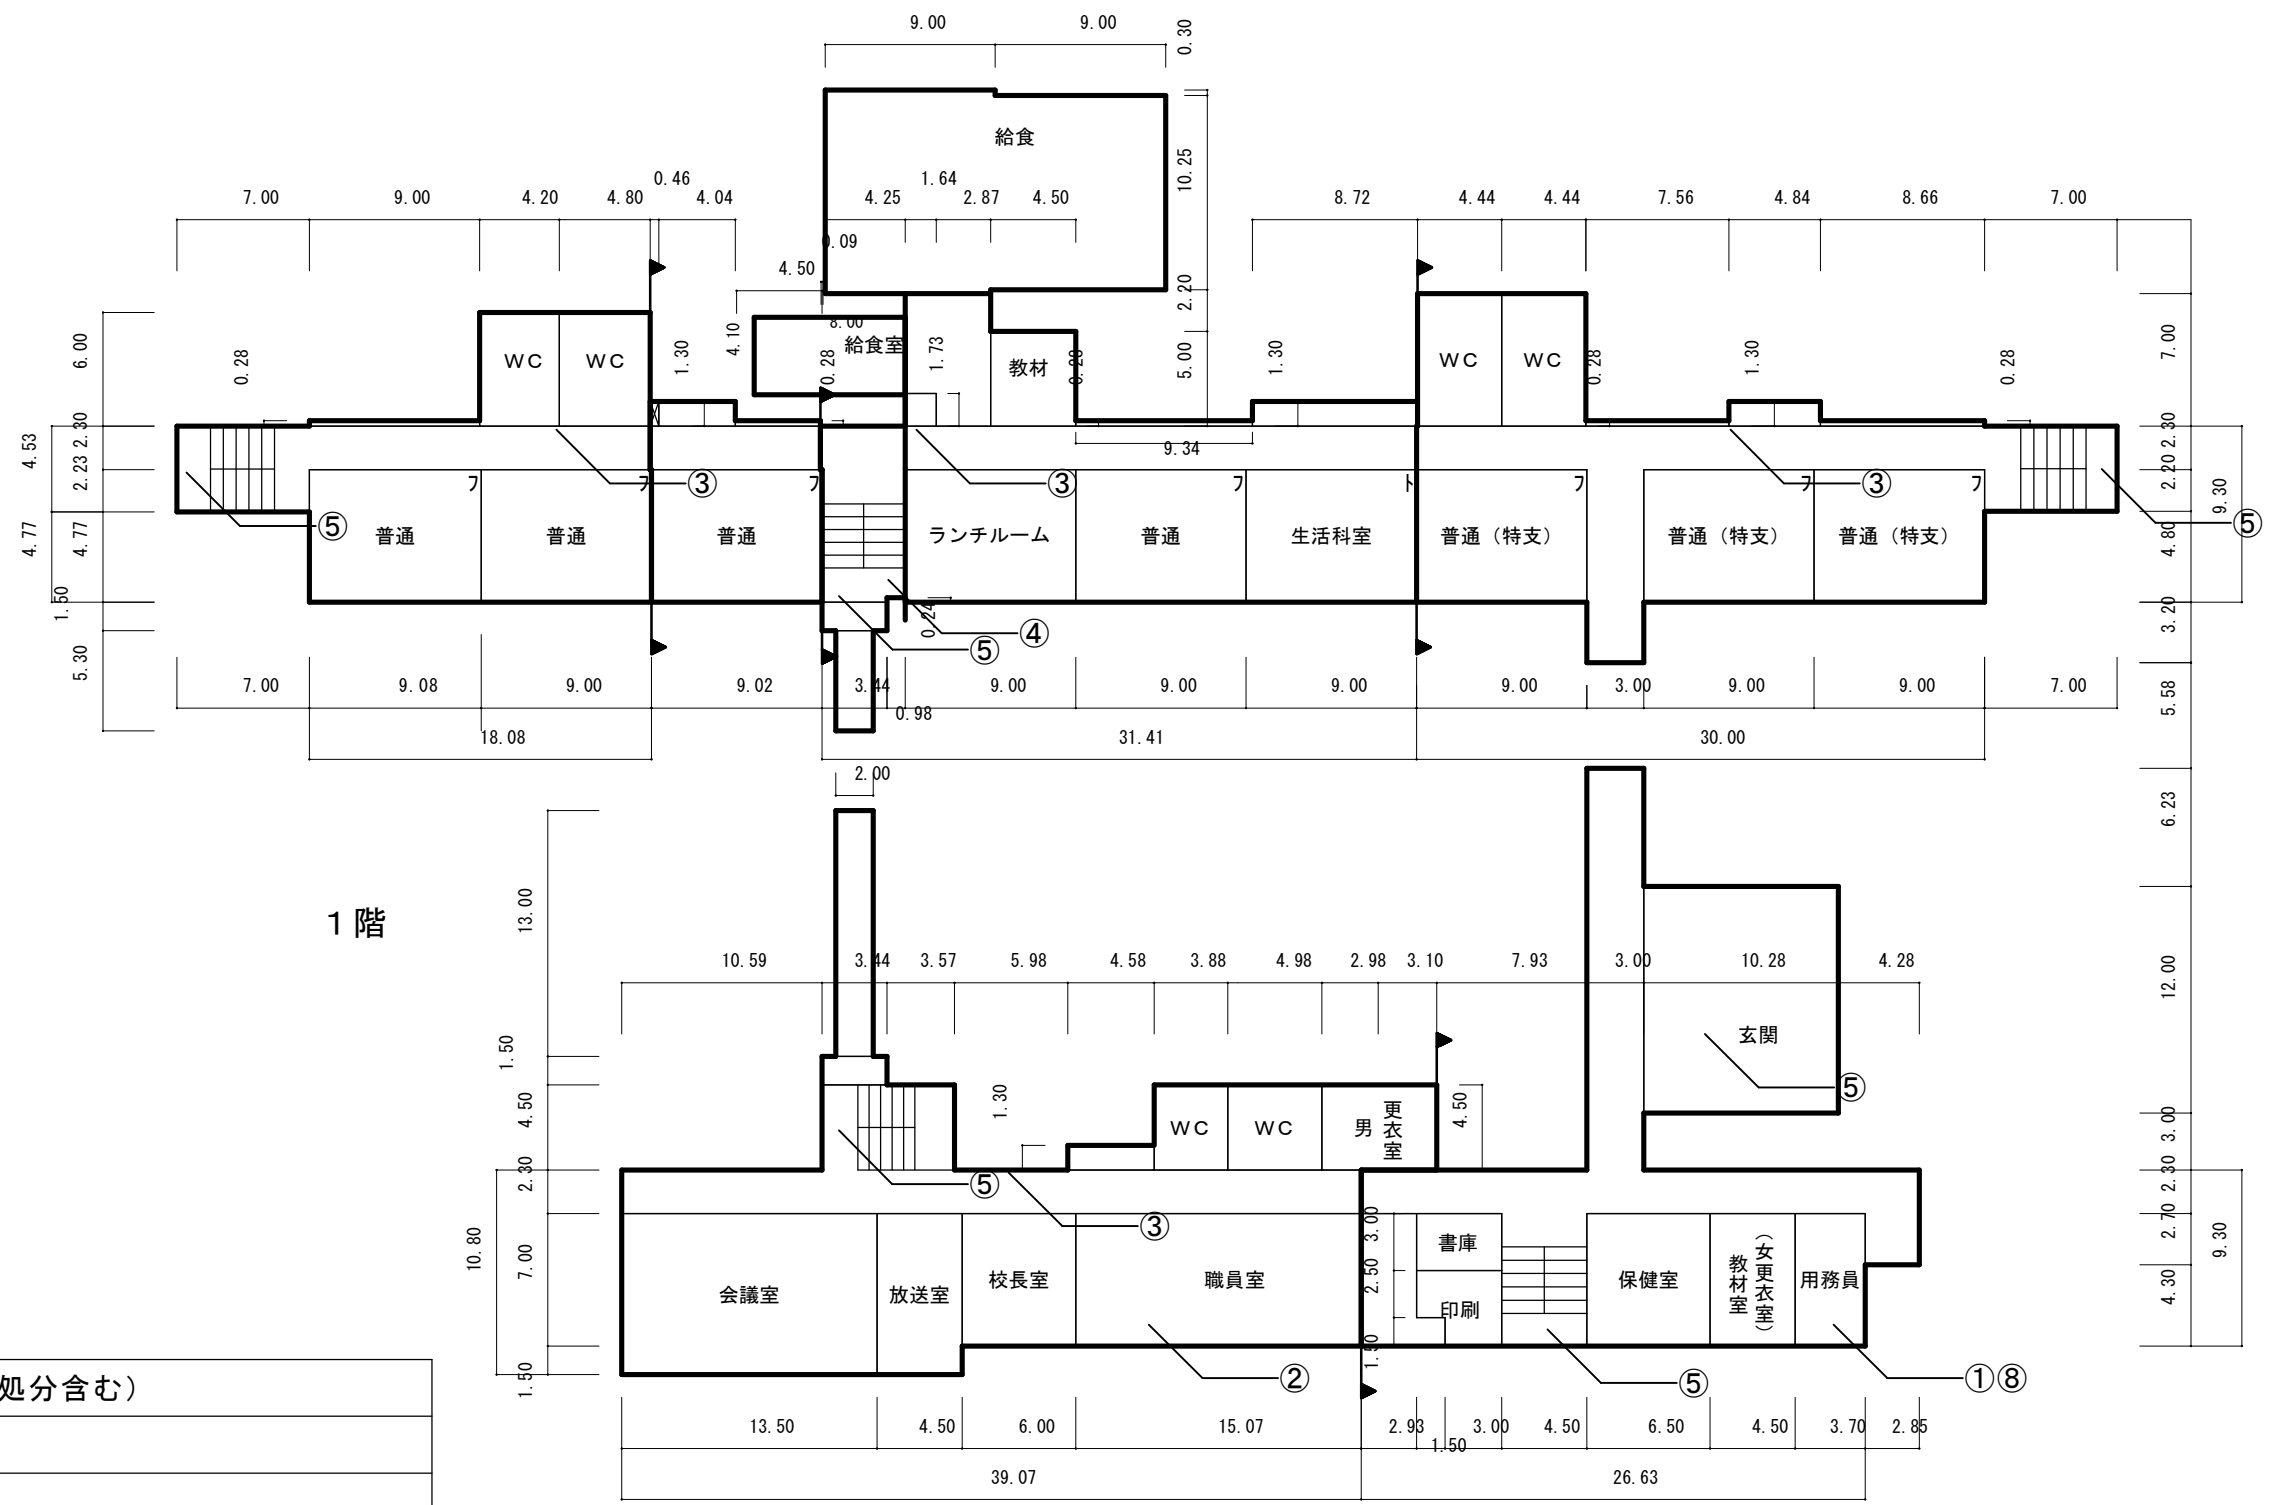 9.00 9.00 0.30
給食
10.25
7.00 9.00 4.20 4.80 0.46 4.04 4.25 1.64 2.87 4.50 8.72 4.44 4.44 7.56 4.84 8.66 7.00
0.09
4.50 2.20
8.00
6.00 0.28 WC WC 1.30 4.10 給食室 0.28 1.73 教材 0.28 5.00 1.30 WC WC 0.28 1.30 0.28 7.00
4.53 2.30 2.30
9.34
2.23 ③ ③ ③ 2.20 9.30
フ フ フ フ ト フ フ フ
⑤ ⑤
4.77 4.77 普通 普通 普通 ランチルーム 普通 生活科室 普通（特支） 普通（特支） 普通（特支） 4.80
1.50 0.24 ④ 3.20
⑤
5.30
7.00 9.08 9.00 9.02 3.44 9.00 9.00 9.00 9.00 3.00 9.00 9.00 7.00
0.98 5.58
18.08 31.41 30.00
2.00
6.23
1階
13.00
10.59 3.44 3.57 5.98 4.58 3.88 4.98 2.98 3.10 7.93 3.00 10.28 4.28
12.00
玄関
1.50
⑤
4.50 1.30 WC WC 男 更衣室 4.50
3.00
2.30 ⑤ 2.30
③
3.00 2.70
10.80 7.00 会議室 放送室 校長室 職員室 2.50 書庫 保健室 教材室 （女更衣室） 用務員 9.30
印刷 4.30
1.50 1.50
② ⑤ ①⑧
処分含む）
13.50 4.50 6.00 15.07 2.93 3.00 4.50 6.50 4.50 3.70 2.85
1.50
39.07 26.63